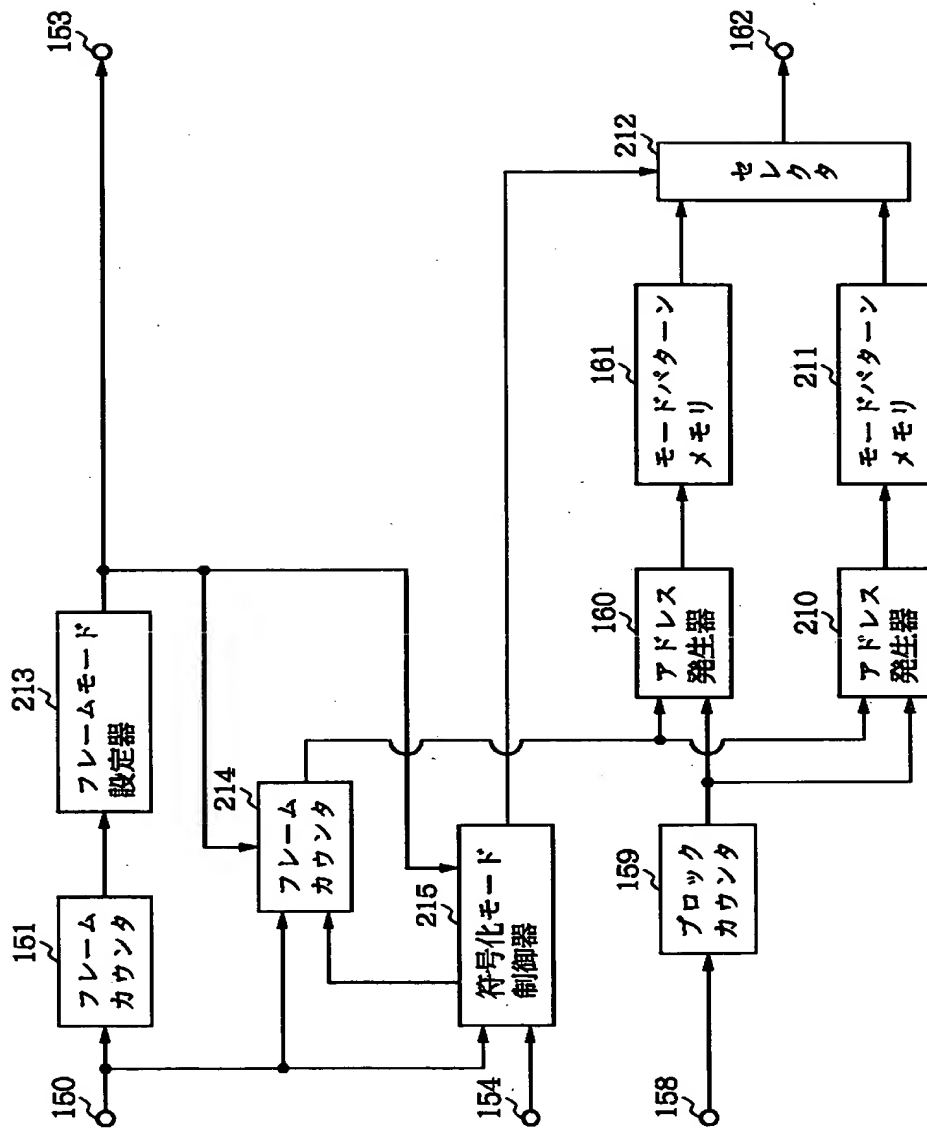 150
151
フレーム
カウンタ
213
フレームモード
設定器
153
214
フレーム
カウンタ
154
215
符号化モード
制御器
212
セレクタ
162
158
159
ブロック
カウンタ
160
アドレス
発生器
161
モードパターン
メモリ
210
アドレス
発生器
211
モードパターン
メモリ